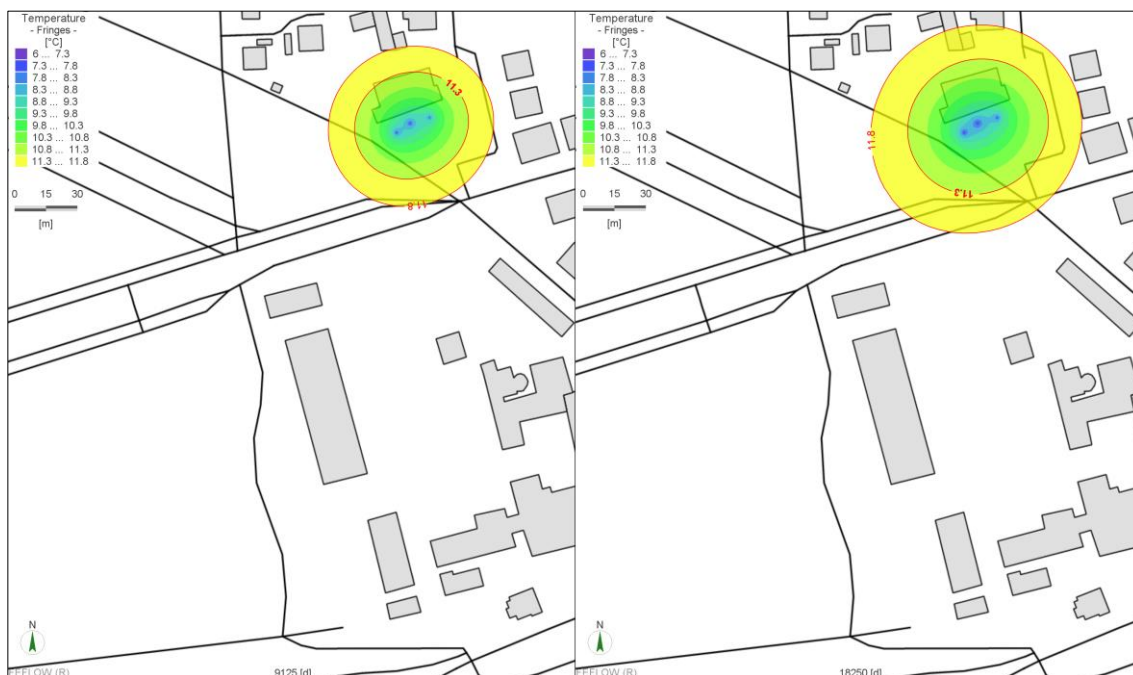 Temperature
- Fringes -
[°C]
6 ... 7.3
7.3 ... 7.8
7.8 ... 8.3
8.3 ... 8.8
8.8 ... 9.3
9.3 ... 9.8
9.8 ... 10.3
10.3 ... 10.8
10.8 ... 11.3
11.3 ... 11.8
0 15 30
[m]
11.3
11.8
N
FEFLOW (R)
9125 [d]
Temperature
- Fringes -
[°C]
6 ... 7.3
7.3 ... 7.8
7.8 ... 8.3
8.3 ... 8.8
8.8 ... 9.3
9.3 ... 9.8
9.8 ... 10.3
10.3 ... 10.8
10.8 ... 11.3
11.3 ... 11.8
0 15 30
[m]
11.8
11.3
N
FEFLOW (R)
18250 [d]